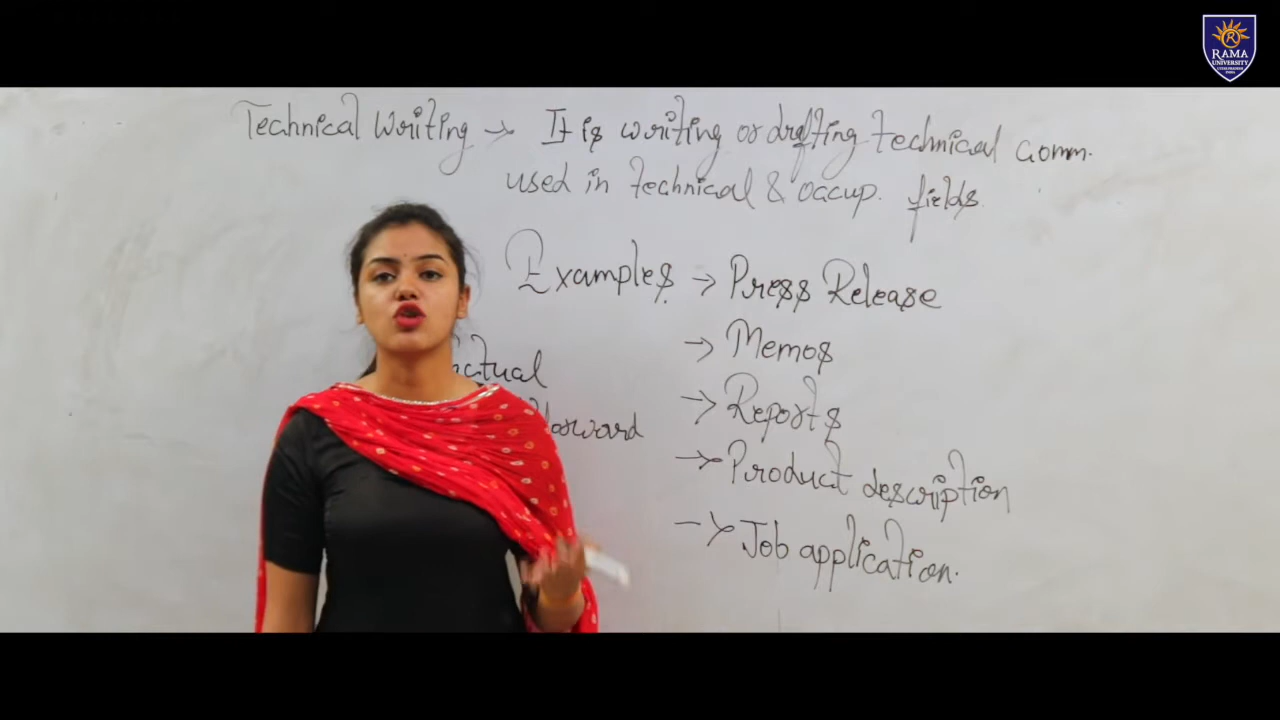 RAMA
UNIVERSITY
Technical Writing → It is writing or drafting technical comm.
used in technical & occup. fields
Examples → Press Release
→ Memos
→ Reports
→ Product description
→ Job application.